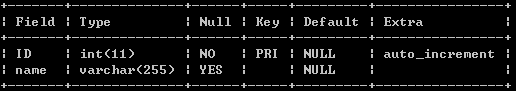 +-------+--------------+------+-----+---------+----------------+
| Field | Type         | Null | Key | Default | Extra          |
+-------+--------------+------+-----+---------+----------------+
| ID    | int(11)      | NO   | PRI | NULL    | auto_increment |
| name  | varchar(255) | YES  |     | NULL    |                |
+-------+--------------+------+-----+---------+----------------+